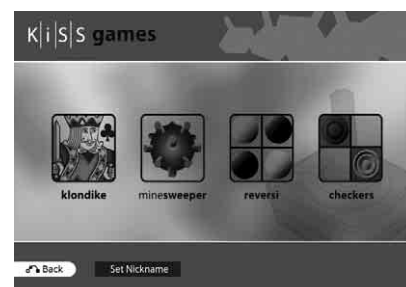 K|i|S|S games
klondike minesweeper reversi checkers
Back Set Nickname